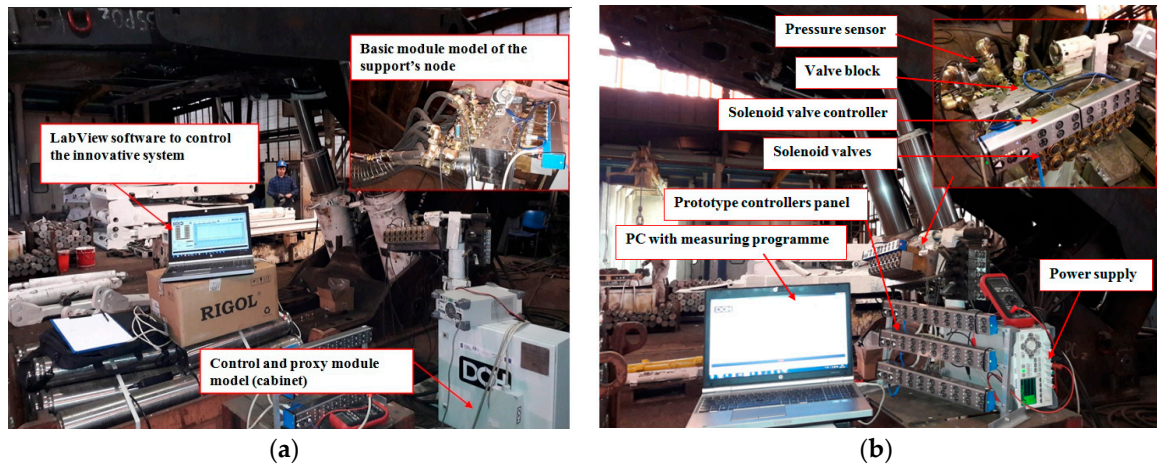 Basic module model of the
support's node
LabView software to control
the innovative system
RIGOL
Control and proxy module
model (cabinet)
DOH
(a)
Pressure sensor
Valve block
Solenoid valve controller
Solenoid valves
Prototype controllers panel
PC with measuring programme
Power supply
DOH
(b)